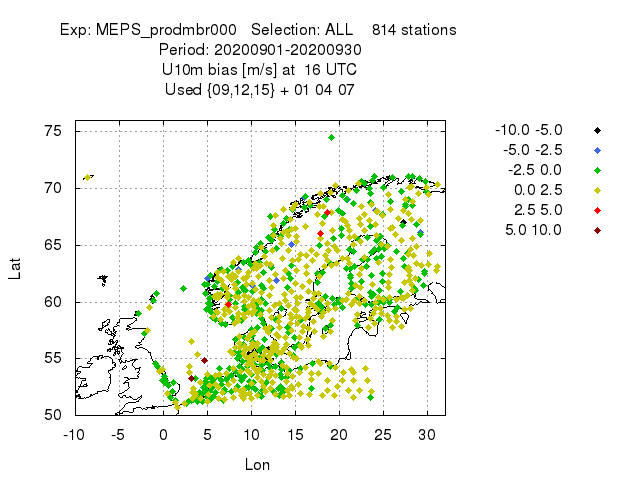 Exp: MEPS_prodmbr000 Selection: ALL 814 stations
Period: 20200901-20200930
U10m bias [m/s] at 16 UTC
Used {09,12,15} + 01 04 07
75
70
65
60
55
50
-10 -5 0 5 10 15 20 25 30
Lat
Lon
-10.0 -5.0
-5.0 -2.5
-2.5 0.0
0.0 2.5
2.5 5.0
5.0 10.0